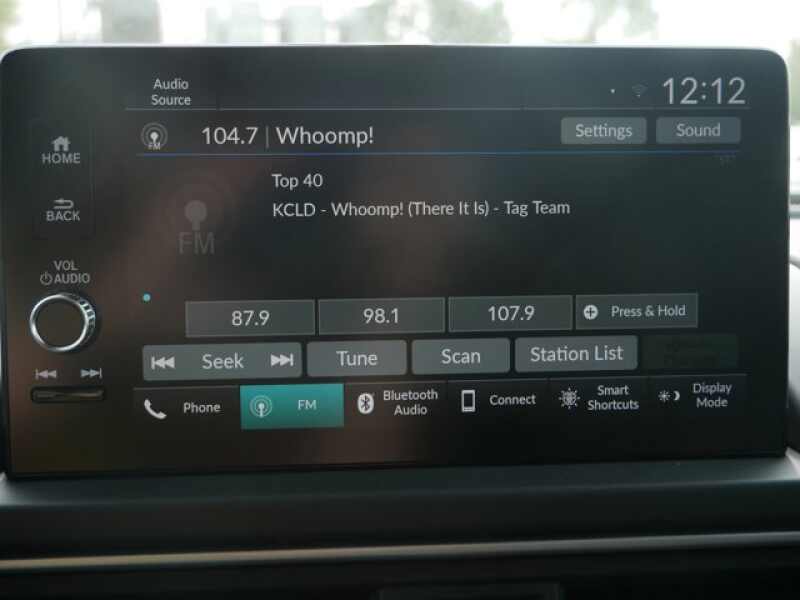 Audio
Source
12:12
HOME
FM
104.7 | Whoomp!
Settings
Sound
Top 40
BACK
KCLD - Whoomp! (There It Is) - Tag Team
FM
VOL
AUDIO
87.9
98.1
107.9
Press & Hold
Seek
Tune
Scan
Station List
Phone
FM
Bluetooth
Audio
Connect
Smart
Shortcuts
Display
Mode